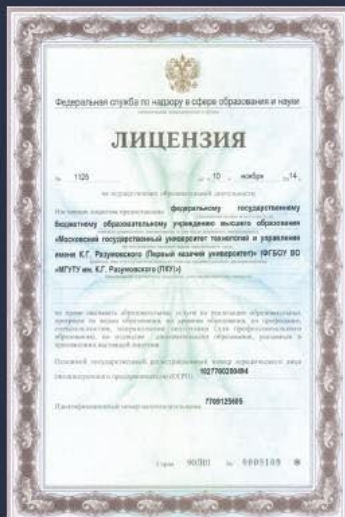 Федеральная служба по надзору в сфере образования и науки
ЛИЦЕНЗИЯ
№ 1125 от « 10 » ноября 2014 г.
на осуществление образовательной деятельности
Настоящая лицензия предоставлена федеральному государственному
бюджетному образовательному учреждению высшего образования
«Московский государственный университет технологий и управления
имени К.Г. Разумовского (Первый казачий университет)» (ФГБОУ ВО
«МГУТУ им. К.Г. Разумовского (ПКУ)»)
на право оказывать образовательные услуги по реализации образовательных
программ по видам образования, по уровням образования, по профессиям,
специальностям, направлениям подготовки (для профессионального
образования), по подвидам дополнительного образования, указанным в
приложении к настоящей лицензии
Основной государственный регистрационный номер юридического лица
(индивидуального предпринимателя) (ОГРН)
Идентификационный номер налогоплательщика
Серия 90Л01 №